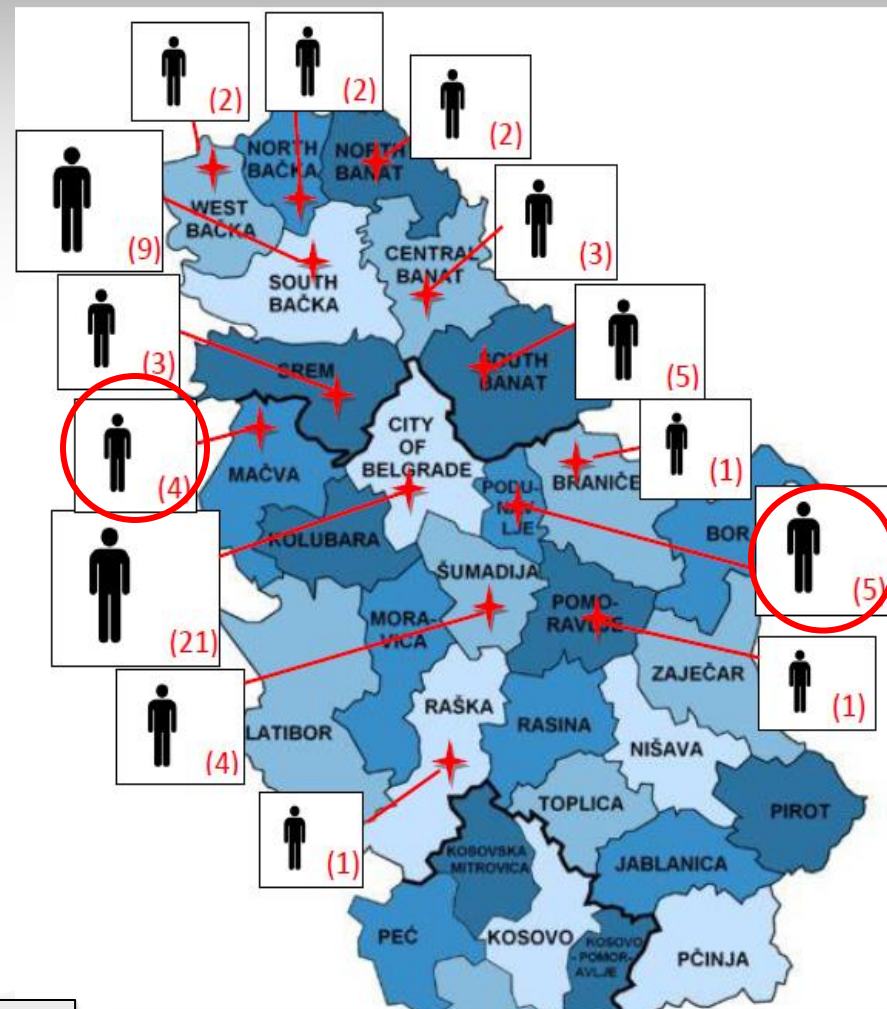 (2)
(2)
(2)
NORTH
BAČKA
NORTH
BANAT
WEST
BAČKA
(9)
(3)
CENTRAL
BANAT
SOUTH
BAČKA
(3)
SREM
SOUTH
BANAT
(5)
CITY
OF
BELGRADE
(4)
MAČVA
(1)
BRANIČE
PODU-
NAV-
LJE
BOR
KOLUBARA
(5)
ŠUMADIJA
POMO-
RAVLJE
MORA-
VICA
(21)
ZAJEČAR
(1)
RAŠKA
LATIBOR
RASINA
NIŠAVA
(4)
TOPLICA
PIROT
(1)
KOSOVSKA
MITROVICA
JABLANICA
PEĆ
KOSOVO
KOSOVO
- POMOR-
AVLJE
PČINJA